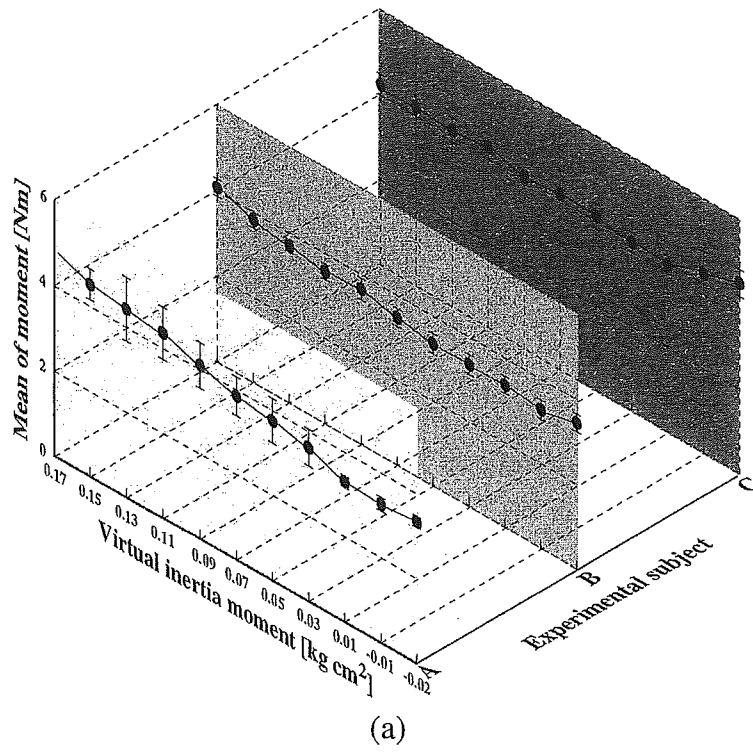 Mean of moment [Nm]
6
4
2
0
0.17
0.15
0.13
0.11
0.09
0.07
0.05
0.03
0.01
-0.01
-0.02
Virtual inertia moment [kg cm²]
A
B
C
Experimental subject
(a)